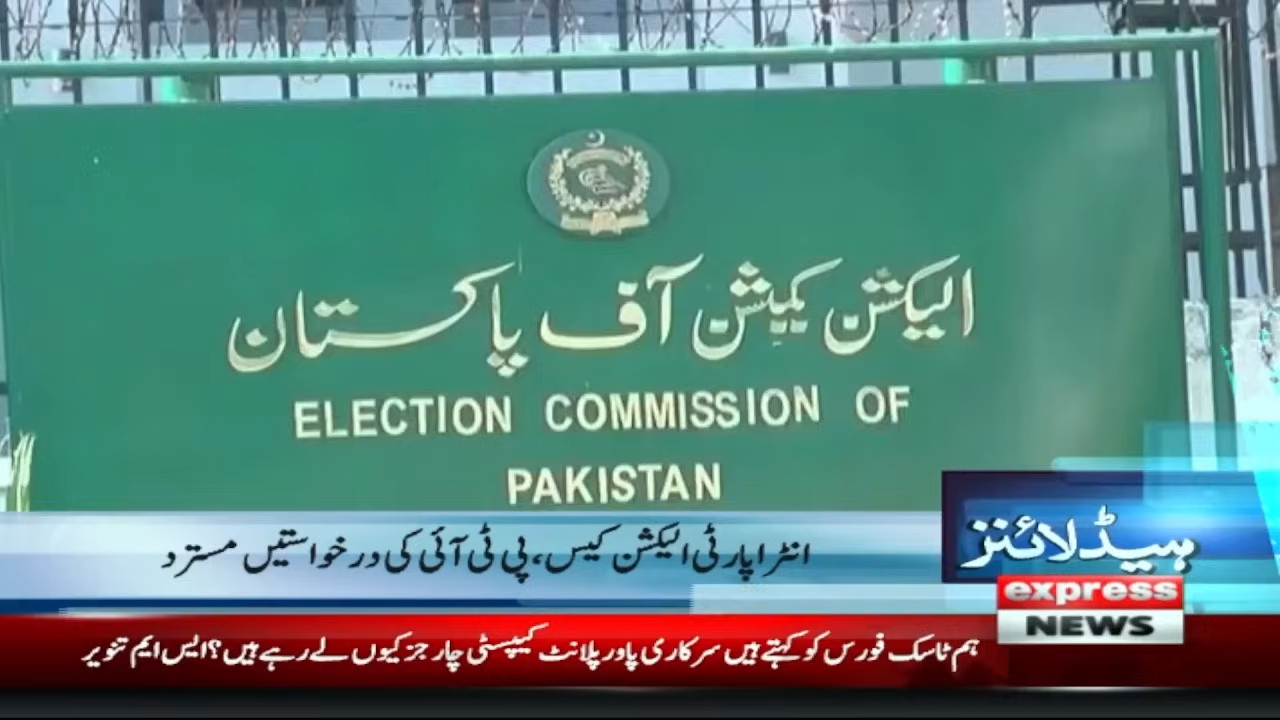 الیکشن کمیشن آف پاکستان
ELECTION COMMISSION OF
PAKISTAN
انٹرا پارٹی الیکشن کیس، پی ٹی آئی کی درخواستیں مسترد
ہیڈلائنز
express
NEWS
ہم ٹاسک فورس کو کہتے ہیں سرکاری پاور پلانٹ کیپسٹی چارجز کیوں لے رہے ہیں؟ ایس ایم تنویر